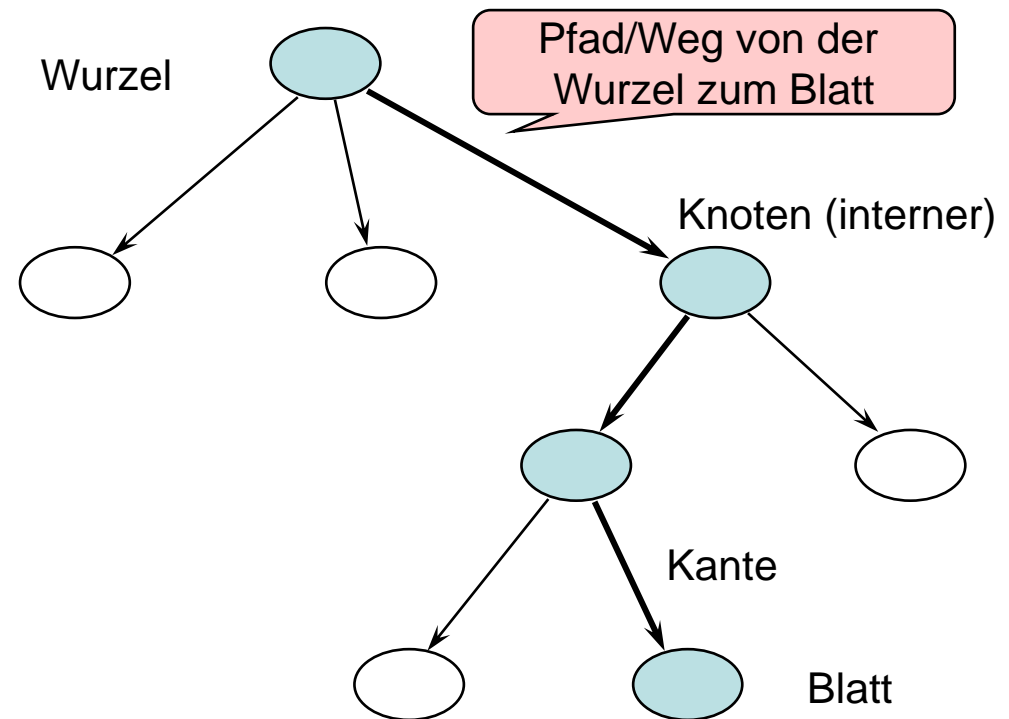 Wurzel
Pfad/Weg von der
Wurzel zum Blatt
Knoten (interner)
Kante
Blatt